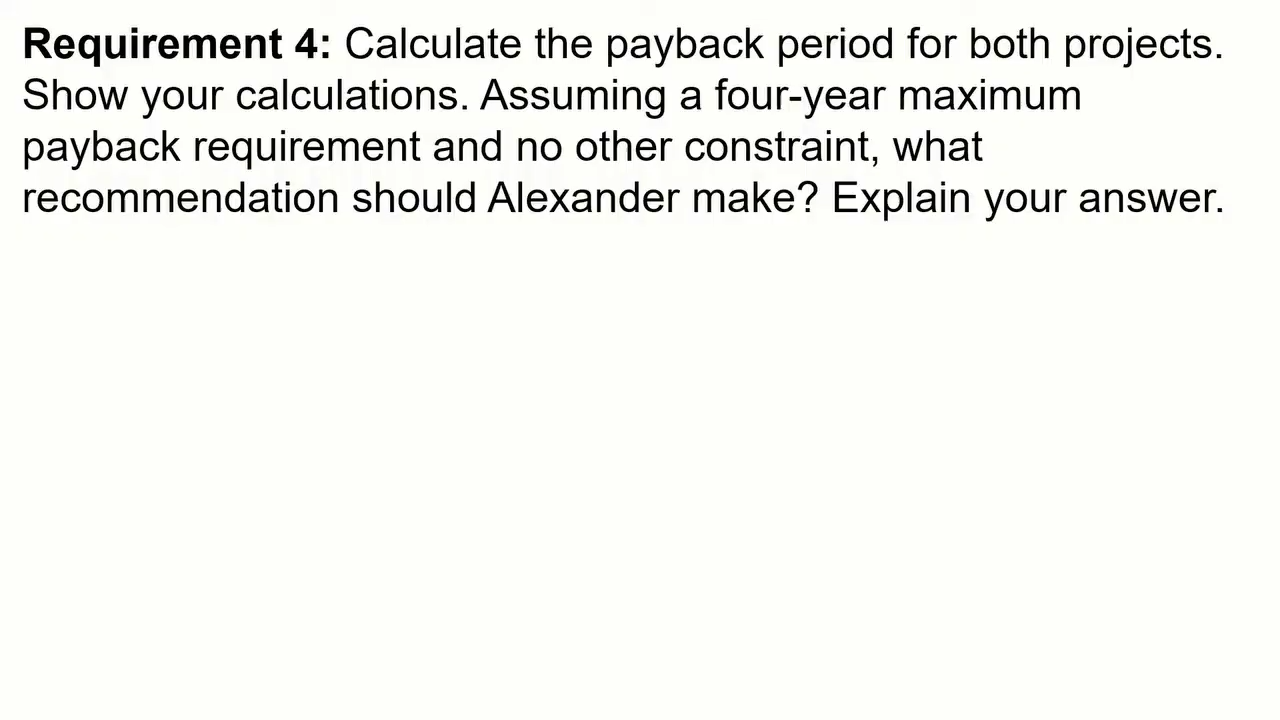 Requirement 4: Calculate the payback period for both projects.
Show your calculations. Assuming a four-year maximum
payback requirement and no other constraint, what
recommendation should Alexander make? Explain your answer.